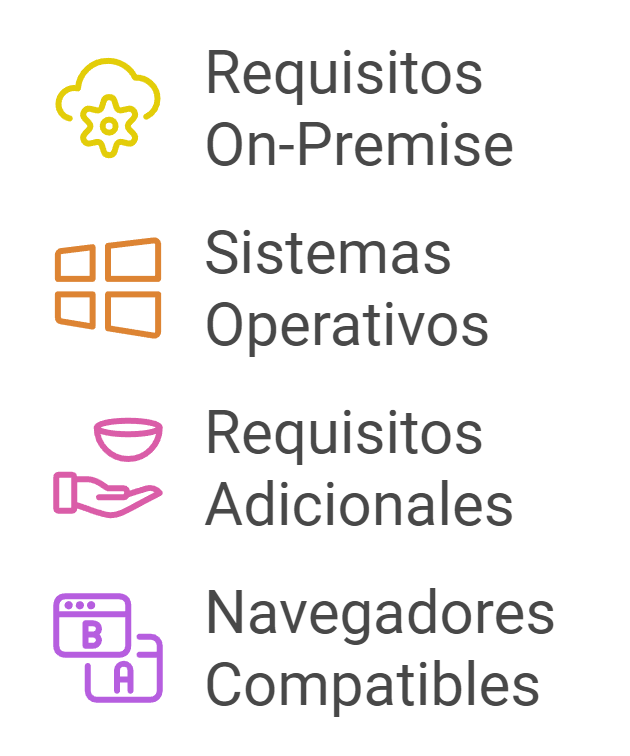 Requisitos
On-Premise
Sistemas
Operativos
Requisitos
Adicionales
B
A
Navegadores
Compatibles